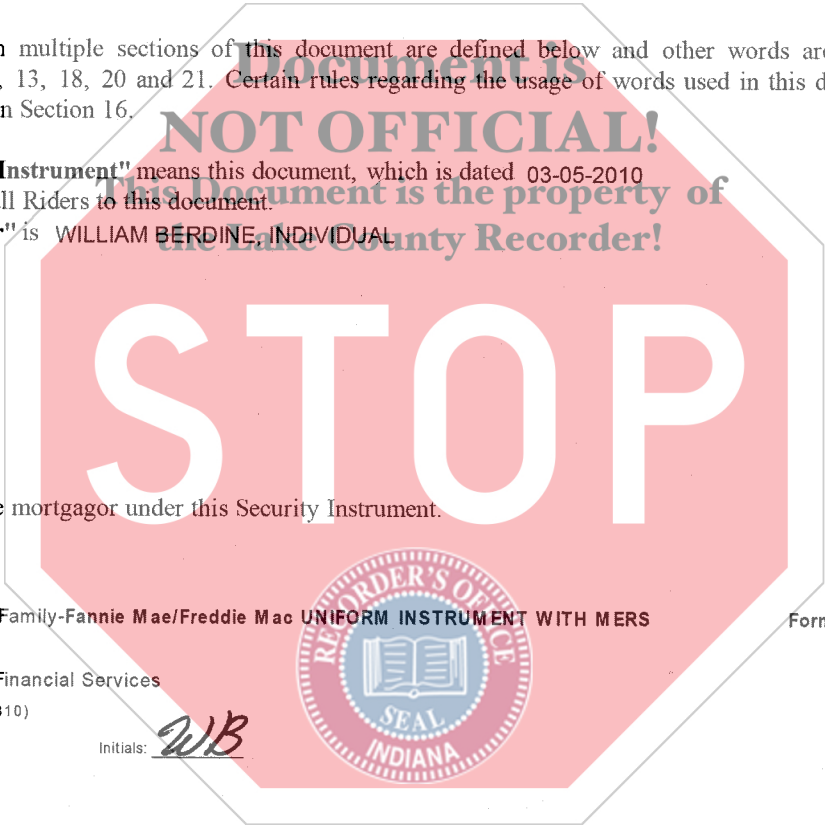 n multiple sections of this document are defined below and other words are
, 13, 18, 20 and 21. Certain rules regarding the usage of words used in this d
n Section 16.
Document is
NOT OFFICIAL!
Instrument" means this document, which is dated 03-05-2010
This Document is the property of
ll Riders to this document.
r" is WILLIAM BERDINE, INDIVIDUAL
the Lake County Recorder!
STOP
e mortgagor under this Security Instrument.
RECORDER'S OFFICE
Family-Fannie Mae/Freddie Mac UNIFORM INSTRUMENT WITH MERS Form
Financial Services
310)
SEAL
INDIANA
Initials: WB